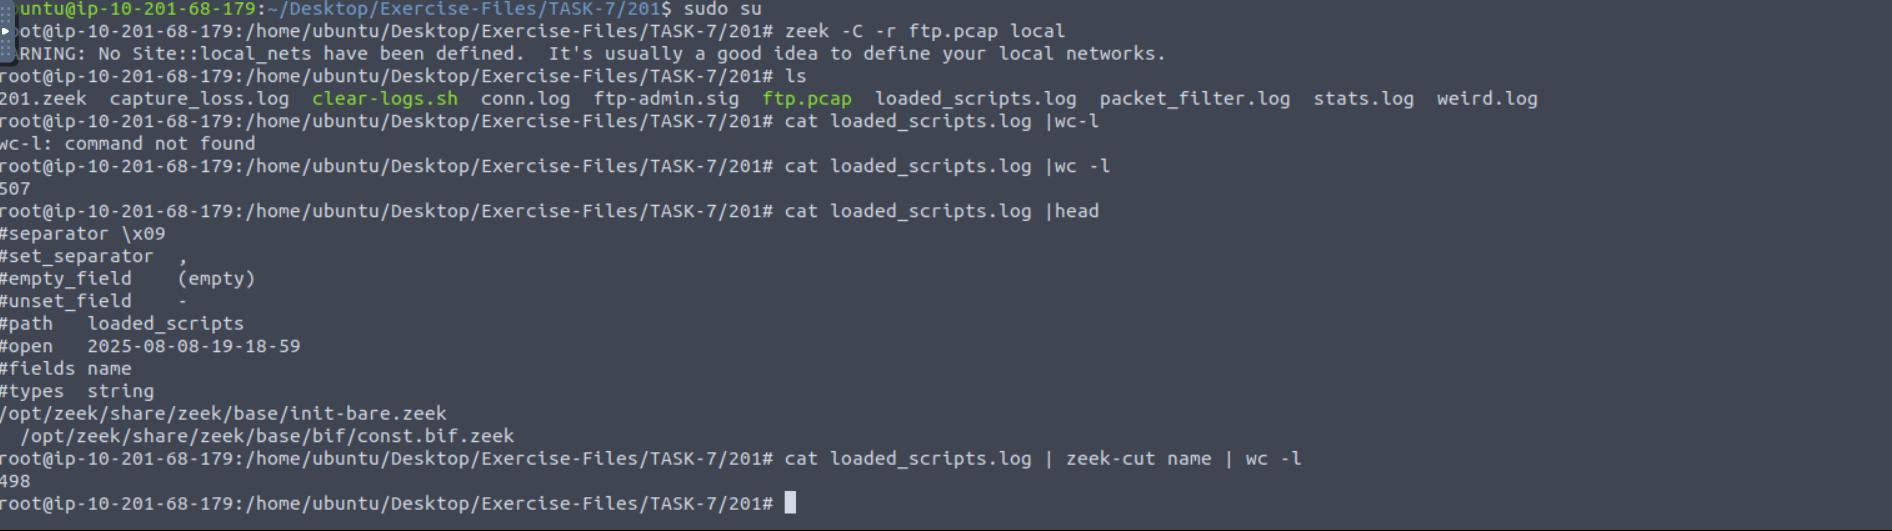 ubuntu@ip-10-201-68-179:~/Desktop/Exercise-Files/TASK-7/201$ sudo su
root@ip-10-201-68-179:/home/ubuntu/Desktop/Exercise-Files/TASK-7/201# zeek -C -r ftp.pcap local
WARNING: No Site::local_nets have been defined.  It's usually a good idea to define your local networks.
root@ip-10-201-68-179:/home/ubuntu/Desktop/Exercise-Files/TASK-7/201# ls
201.zeek  capture_loss.log  clear-logs.sh  conn.log  ftp-admin.sig  ftp.pcap  loaded_scripts.log  packet_filter.log  stats.log  weird.log
root@ip-10-201-68-179:/home/ubuntu/Desktop/Exercise-Files/TASK-7/201# cat loaded_scripts.log |wc-l
wc-l: command not found
root@ip-10-201-68-179:/home/ubuntu/Desktop/Exercise-Files/TASK-7/201# cat loaded_scripts.log |wc -l
507
root@ip-10-201-68-179:/home/ubuntu/Desktop/Exercise-Files/TASK-7/201# cat loaded_scripts.log |head
#separator \x09
#set_separator  ,
#empty_field    (empty)
#unset_field    -
#path   loaded_scripts
#open   2025-08-08-19-18-59
#fields name
#types  string
/opt/zeek/share/zeek/base/init-bare.zeek
  /opt/zeek/share/zeek/base/bif/const.bif.zeek
root@ip-10-201-68-179:/home/ubuntu/Desktop/Exercise-Files/TASK-7/201# cat loaded_scripts.log | zeek-cut name | wc -l
498
root@ip-10-201-68-179:/home/ubuntu/Desktop/Exercise-Files/TASK-7/201#